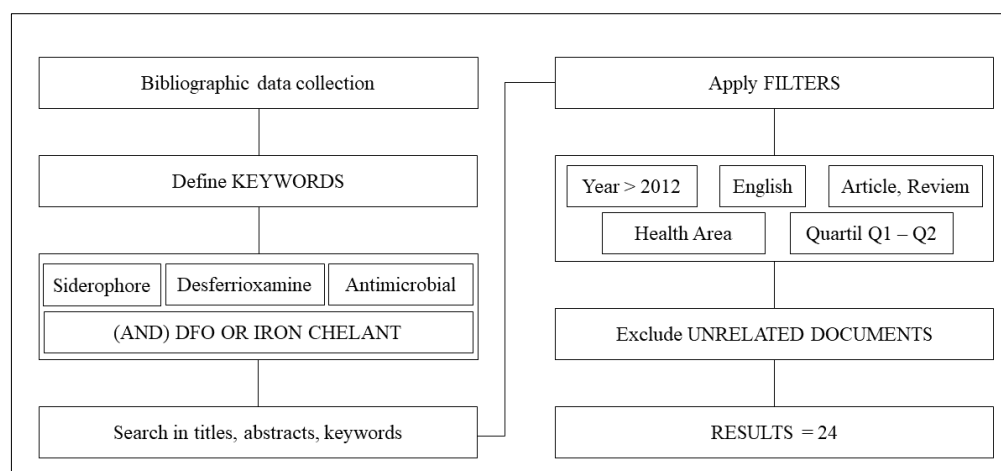 Bibliographic data collection
Define KEYWORDS
Siderophore
Desferrioxamine
Antimicrobial
(AND) DFO OR IRON CHELANT
Search in titles, abstracts, keywords
Apply FILTERS
Year > 2012
English
Article, Reviem
Health Area
Quartil Q1 – Q2
Exclude UNRELATED DOCUMENTS
RESULTS = 24